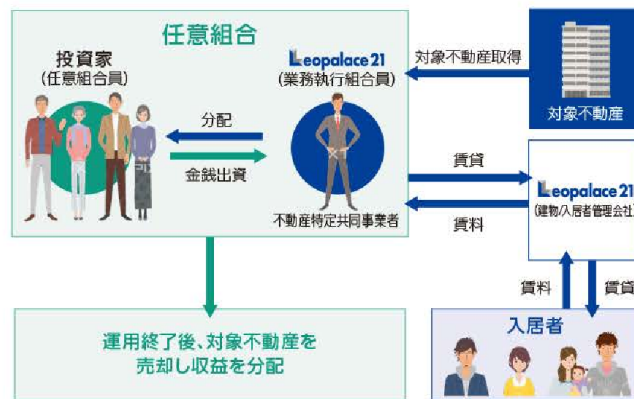 任意組合
投資家
(任意組合員)
Leopalace 21
(業務執行組合員)
分配
金銭出資
不動産特定共同事業者
対象不動産取得
対象不動産
賃貸
賃料
Leopalace 21
(建物/入居者管理会社)
賃料
賃貸
入居者
運用終了後、対象不動産を
売却し収益を分配